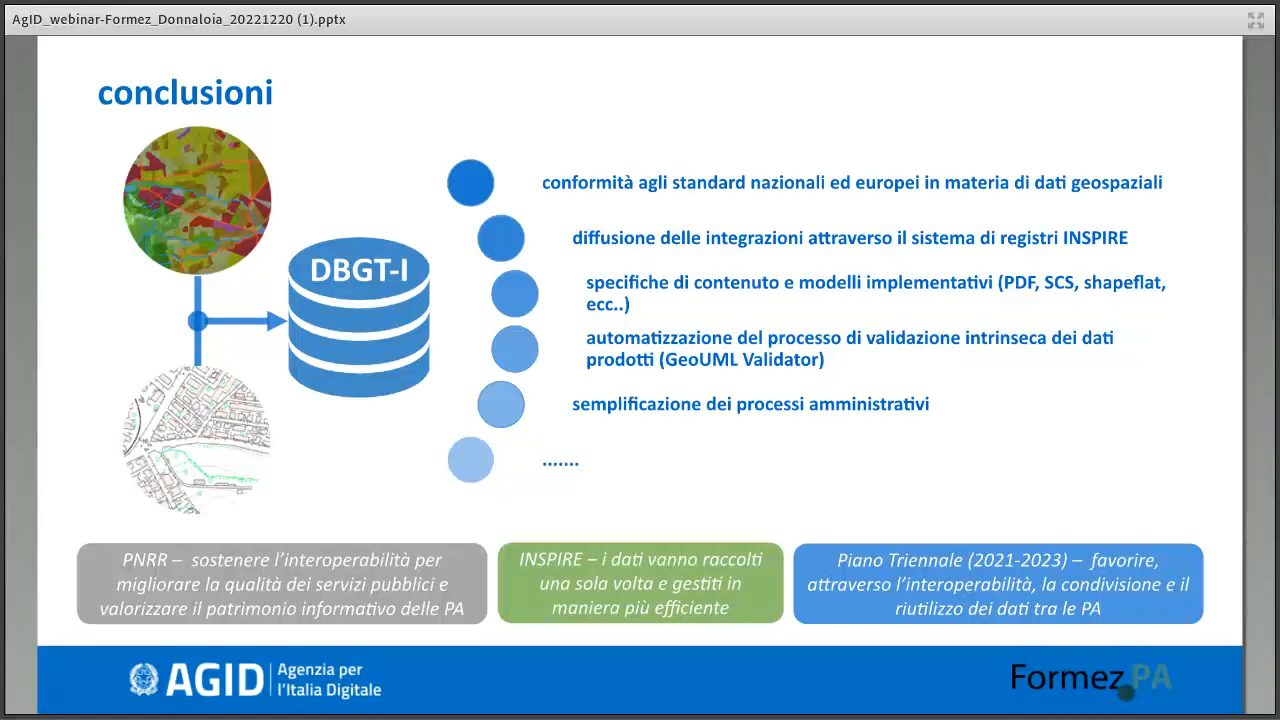 AgID_webinar-Formez_Donnaloia_20221220 (1).pptx
conclusioni
DBGT-I
conformità agli standard nazionali ed europei in materia di dati geospaziali
diffusione delle integrazioni attraverso il sistema di registri INSPIRE
specifiche di contenuto e modelli implementativi (PDF, SCS, shapeflat,
ecc..)
automatizzazione del processo di validazione intrinseca dei dati
prodotti (GeoUML Validator)
semplificazione dei processi amministrativi
.......
PNRR – sostenere l'interoperabilità per
migliorare la qualità dei servizi pubblici e
valorizzare il patrimonio informativo delle PA
INSPIRE – i dati vanno raccolti
una sola volta e gestiti in
maniera più efficiente
Piano Triennale (2021-2023) – favorire,
attraverso l'interoperabilità, la condivisione e il
riutilizzo dei dati tra le PA
AGID
Agenzia per
l'Italia Digitale
Formez PA